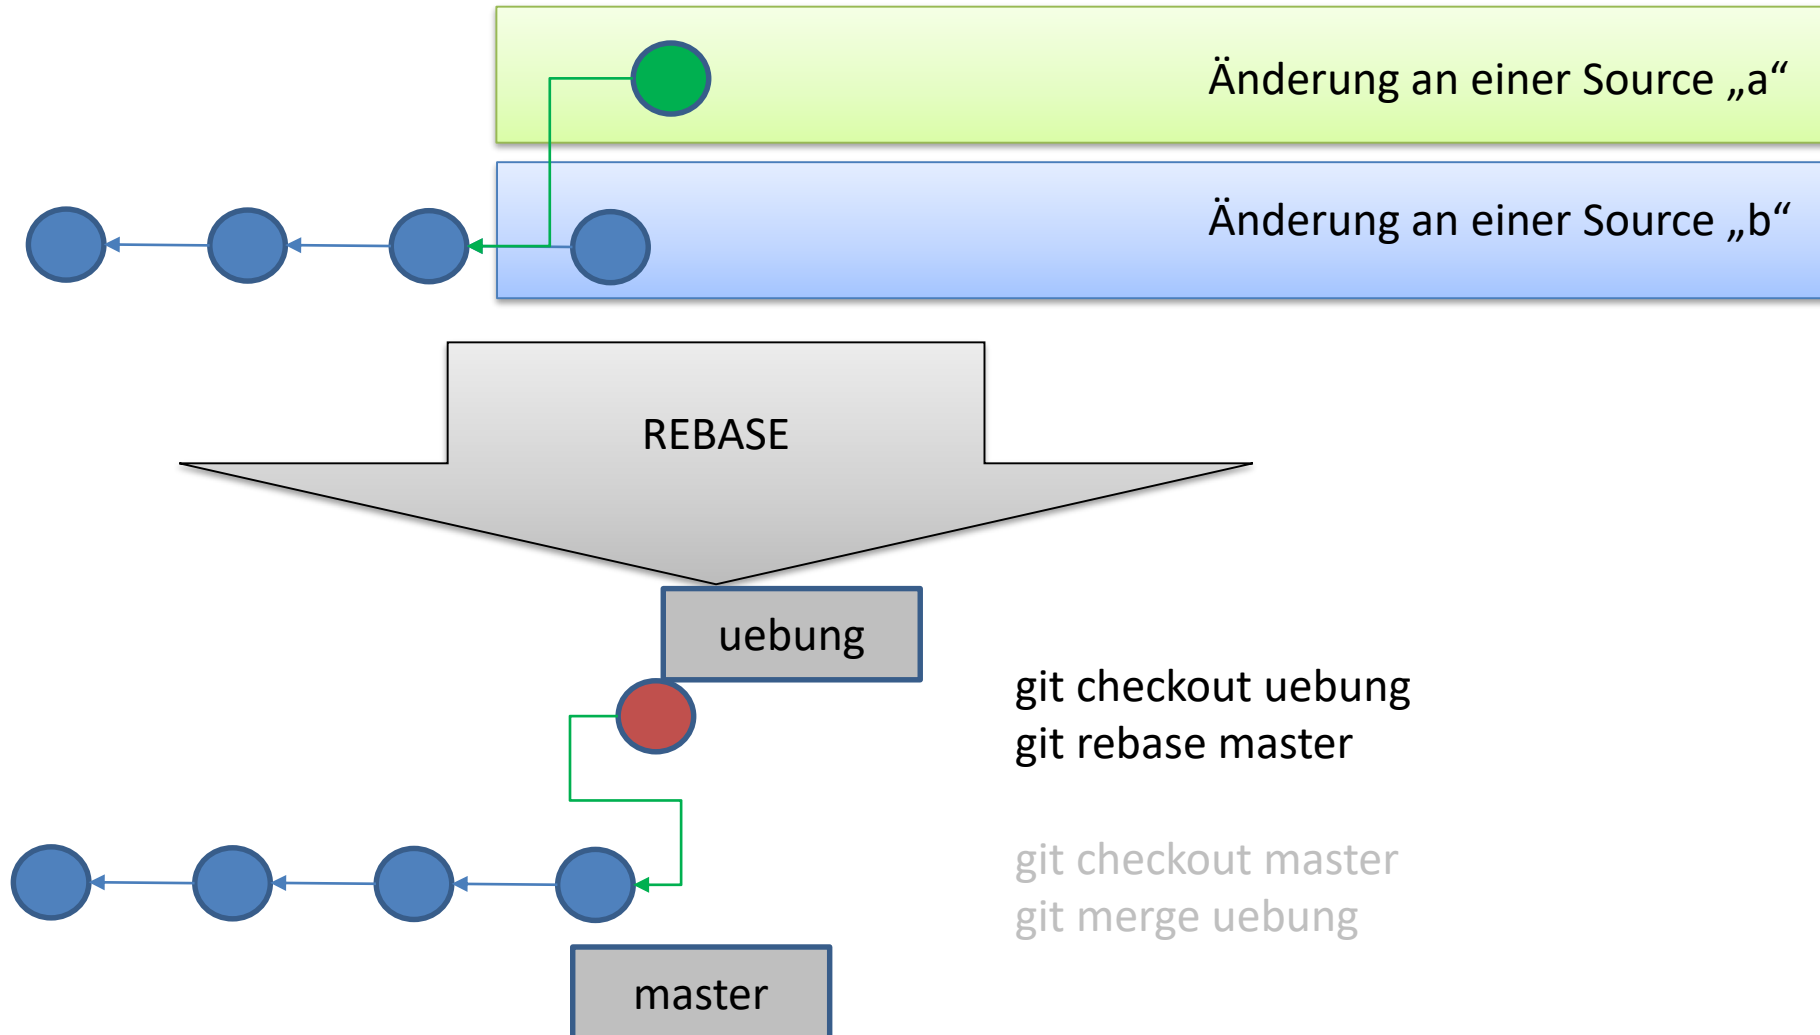 Änderung an einer Source „a“
Änderung an einer Source „b“
REBASE
uebung
git checkout uebung
git rebase master
git checkout master
git merge uebung
master